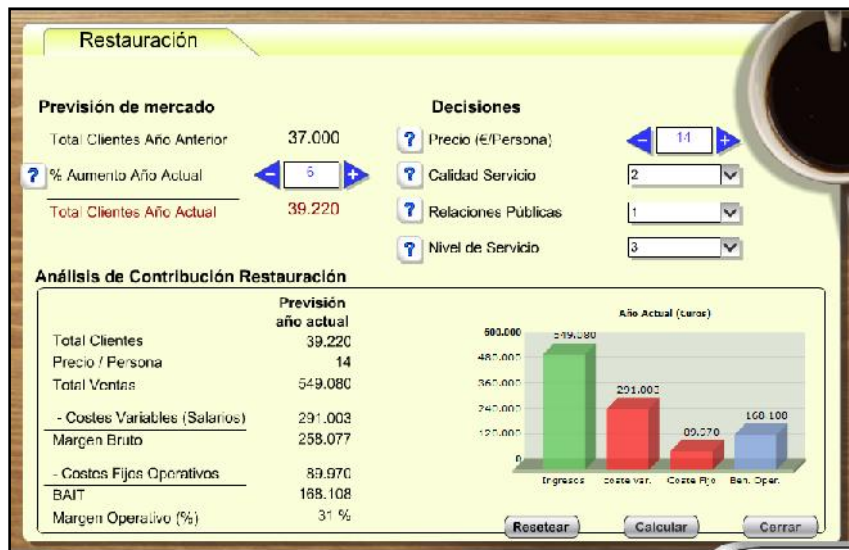 Restauración
Previsión de mercado
Total Clientes Año Anterior 37.000
? % Aumento Año Actual - 6 +
Total Clientes Año Actual 39.220
Decisiones
? Precio (€/Persona) - 14 +
? Calidad Servicio 2
? Relaciones Públicas 1
? Nivel de Servicio 3
Análisis de Contribución Restauración
Previsión
año actual
Total Clientes 39.220
Precio / Persona 14
Total Ventas 549.080
- Costes Variables (Salarios) 291.003
Margen Bruto 258.077
- Costos Fijos Operativos 89.970
BAIT 168.108
Margen Operativo (%) 31 %
Año Actual (Euros)
600.000
480.000
360.000
240.000
120.000
0
549.080
291.003
89.970
168.108
Ingresos Coste Var. Coste Fijo Ben. Oper.
Resetear Calcular Cerrar